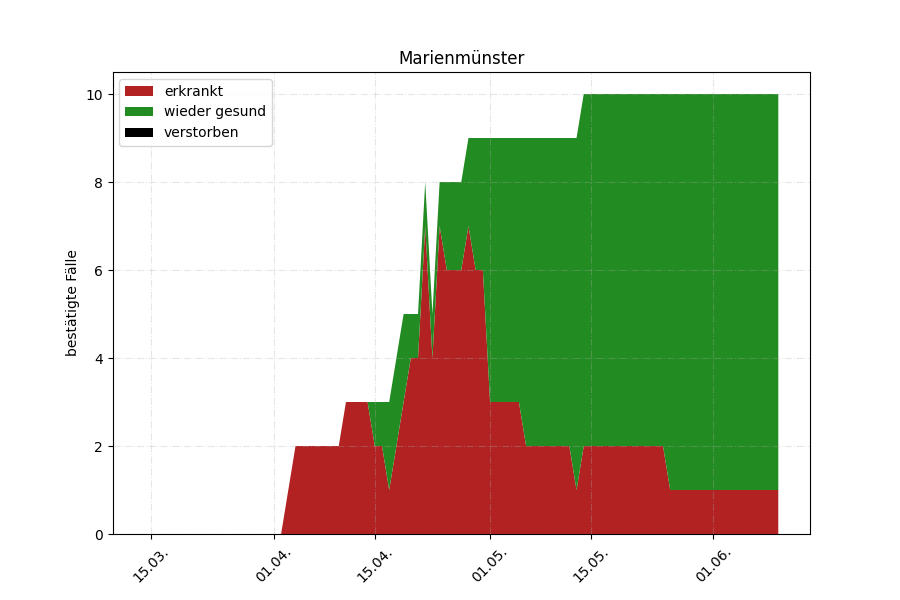 Marienmünster
erkrankt
wieder gesund
verstorben
bestätigte Fälle
10
8
6
4
2
0
15.03.
01.04.
15.04.
01.05.
15.05.
01.06.